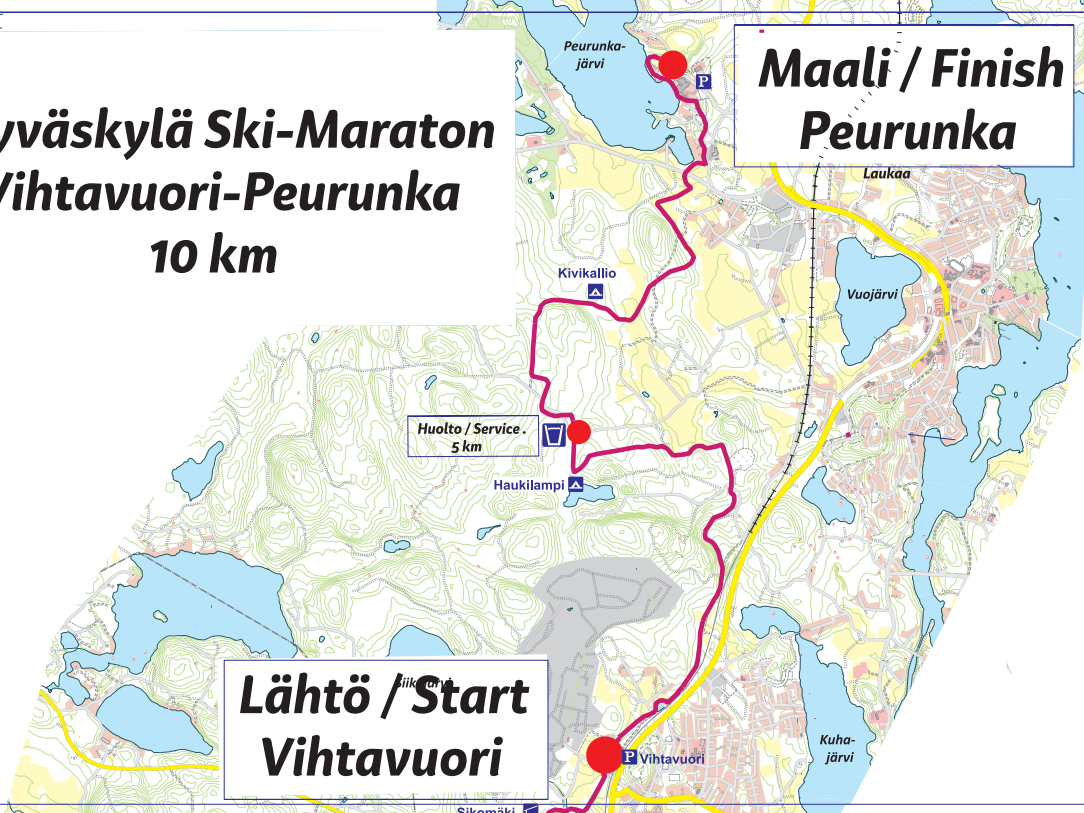 yväskylä Ski-Maraton
Vihtavuori-Peurunka
10 km
Peurunka-
järvi
P
Maali / Finish
Peurunka
Laukaa
Kivikallio
Vuojärvi
Huolto / Service .
5 km
Haukilampi
Lähtö / Start
Vihtavuori
P Vihtavuori
Kuha-
järvi
Sikomäki